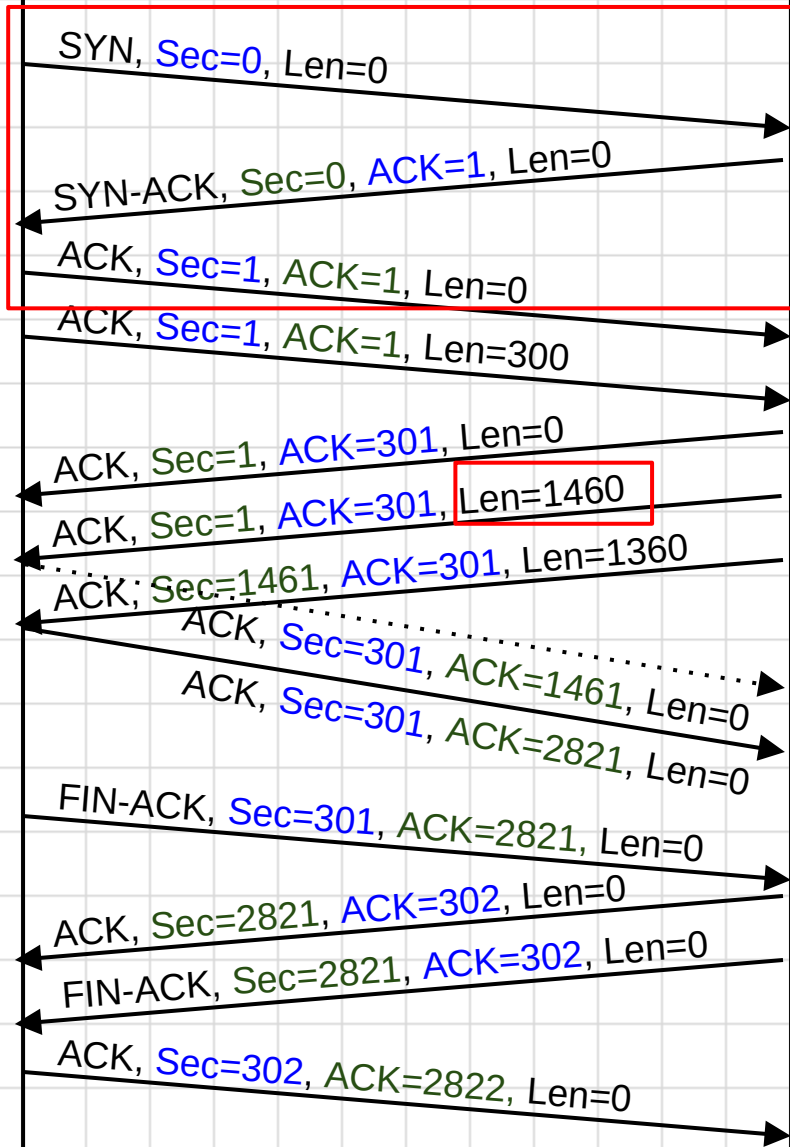 SYN, Sec=0, Len=0
SYN-ACK, Sec=0, ACK=1, Len=0
ACK, Sec=1, ACK=1, Len=0
ACK, Sec=1, ACK=1, Len=300
ACK, Sec=1, ACK=301, Len=0
ACK, Sec=1, ACK=301, Len=1460
ACK, Sec=1461, ACK=301, Len=1360
ACK, Sec=301, ACK=1461, Len=0
ACK, Sec=301, ACK=2821, Len=0
FIN-ACK, Sec=301, ACK=2821, Len=0
ACK, Sec=2821, ACK=302, Len=0
FIN-ACK, Sec=2821, ACK=302, Len=0
ACK, Sec=302, ACK=2822, Len=0